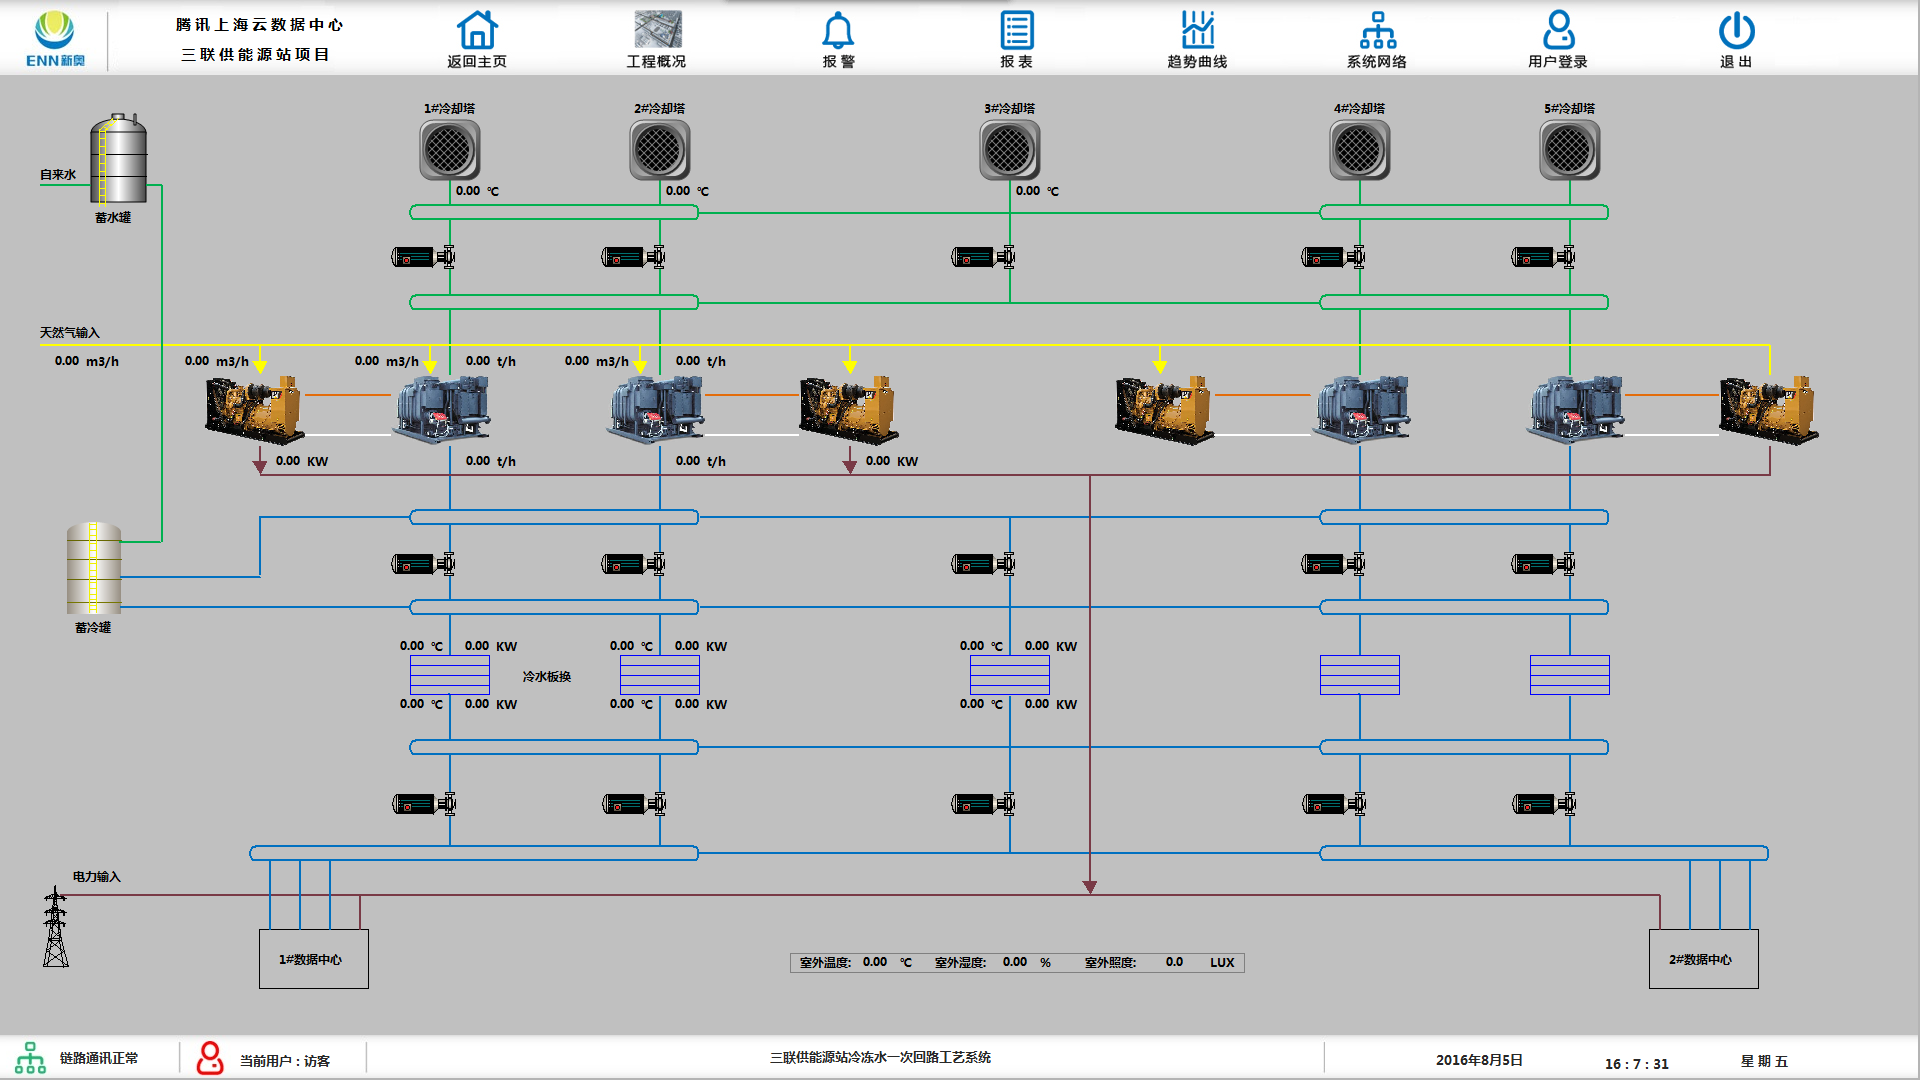 ENN新奥
腾讯上海云数据中心
三联供能源站项目
返回主页
工程概况
报警
报表
趋势曲线
系统网络
用户登录
退出
1#冷却塔
2#冷却塔
3#冷却塔
4#冷却塔
5#冷却塔
自来水
蓄水罐
0.00 ℃
0.00 ℃
0.00 ℃
天然气输入
0.00 m3/h
0.00 m3/h
0.00 m3/h
0.00 t/h
0.00 m3/h
0.00 t/h
0.00 KW
0.00 t/h
0.00 t/h
0.00 KW
蓄冷罐
0.00 ℃ 0.00 KW
0.00 ℃ 0.00 KW
0.00 ℃ 0.00 KW
冷水板换
0.00 ℃ 0.00 KW
0.00 ℃ 0.00 KW
0.00 ℃ 0.00 KW
电力输入
1#数据中心
室外温度: 0.00 ℃ 室外湿度: 0.00 % 室外照度: 0.0 LUX
2#数据中心
链路通讯正常
当前用户：访客
三联供能源站冷冻水一次回路工艺系统
2016年8月5日
16：7：31
星期五